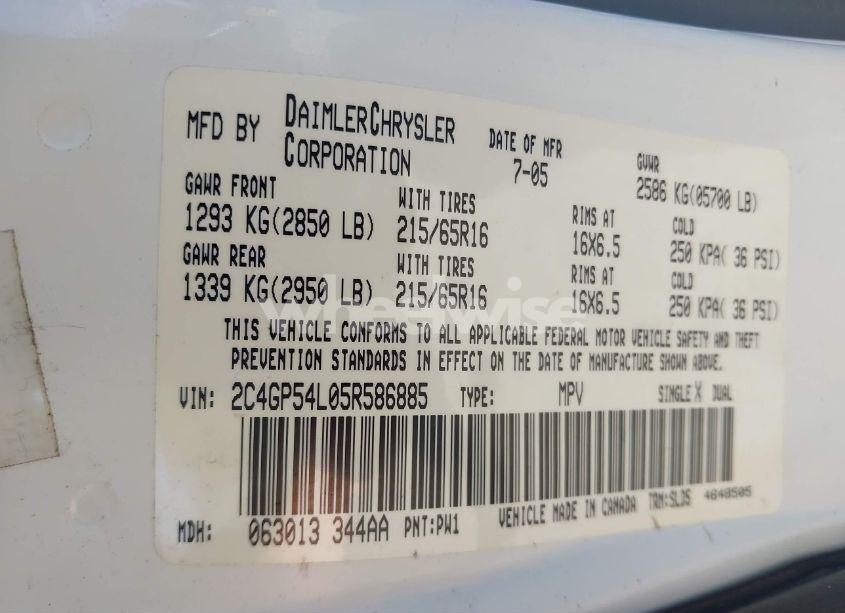 MFD BY DAIMLERCHRYSLER CORPORATION DATE OF MFR 7-05 GVWR 2586 KG(05700 LB)
GAWR FRONT WITH TIRES RIMS AT COLD
1293 KG(2850 LB) 215/65R16 16X6.5 250 KPA( 36 PSI)
GAWR REAR WITH TIRES RIMS AT COLD
1339 KG(2950 LB) 215/65R16 16X6.5 250 KPA( 36 PSI)
wheelwise
THIS VEHICLE CONFORMS TO ALL APPLICABLE FEDERAL MOTOR VEHICLE SAFETY AND THEFT
PREVENTION STANDARDS IN EFFECT ON THE DATE OF MANUFACTURE SHOWN ABOVE.
VIN: 2C4GP54L05R586885 TYPE: MPV SINGLE X DUAL
MDH: 063013 344AA PNT:PW1 VEHICLE MADE IN CANADA TRM:SLD5 4648505